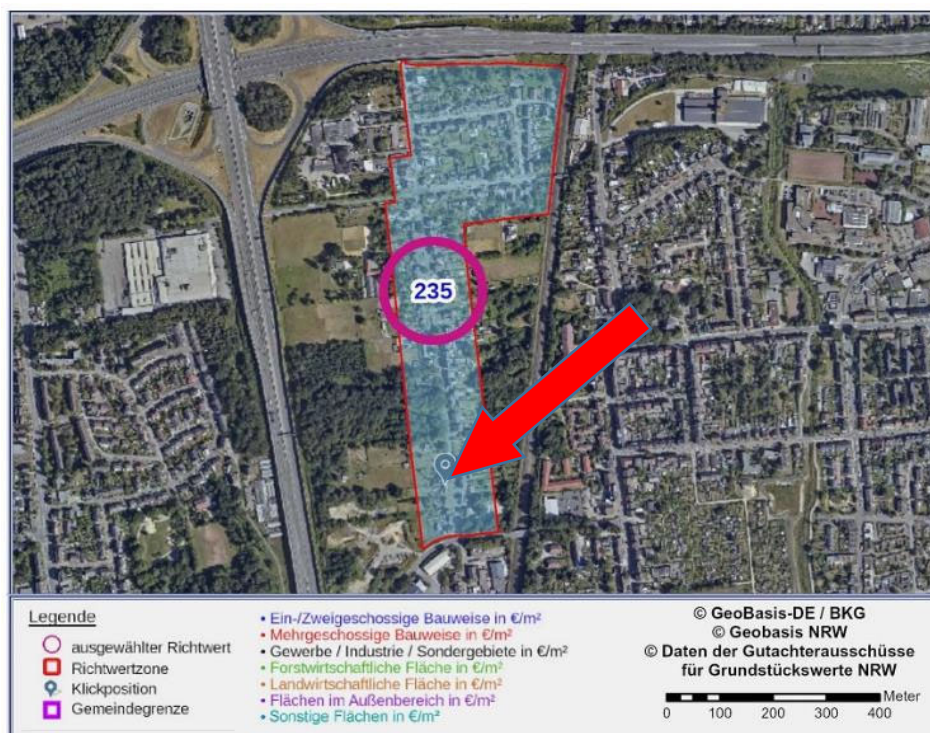 235
Legende
ausgewählter Richtwert
Richtwertzone
Klickposition
Gemeindegrenze
• Ein-/Zweigeschossige Bauweise in €/m²
• Mehrgeschossige Bauweise in €/m²
• Gewerbe / Industrie / Sondergebiete in €/m²
• Forstwirtschaftliche Fläche in €/m²
• Landwirtschaftliche Fläche in €/m²
• Flächen im Außenbereich in €/m²
• Sonstige Flächen in €/m²
© GeoBasis-DE / BKG
© Geobasis NRW
© Daten der Gutachterausschüsse
für Grundstückswerte NRW
Meter
0 100 200 300 400